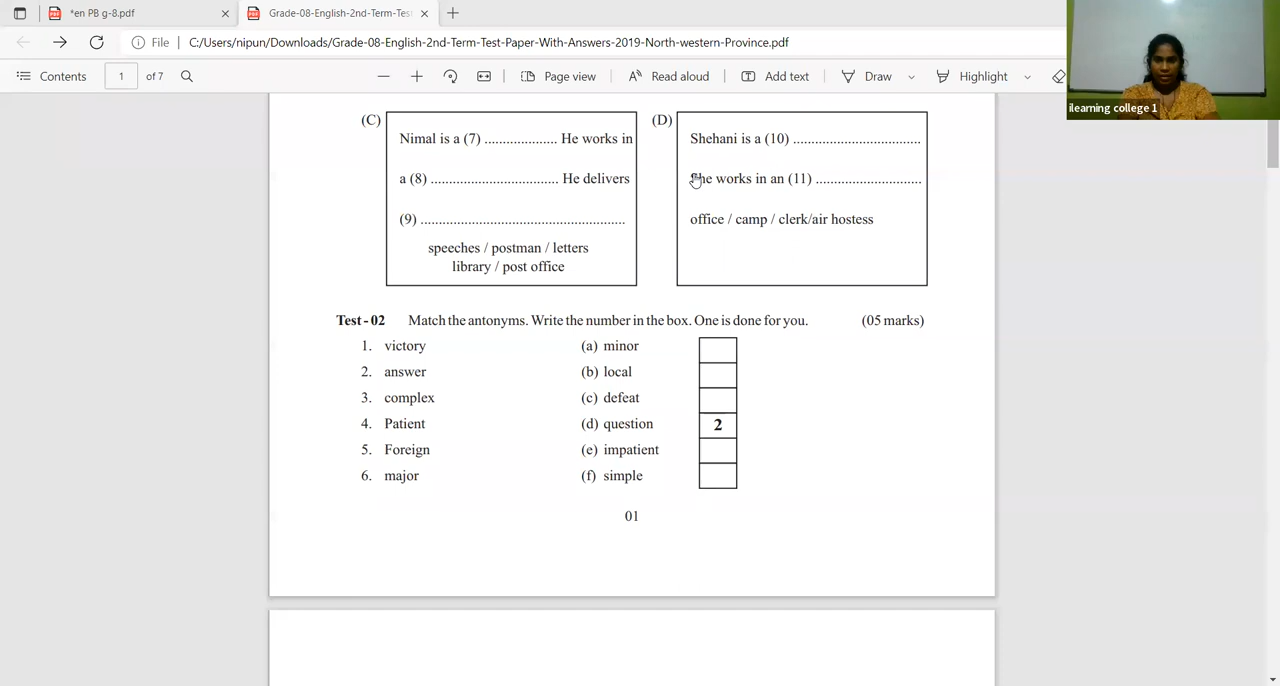 *en PB g-8.pdf
Grade-08-English-2nd-Term-Tes
File C:/Users/nipun/Downloads/Grade-08-English-2nd-Term-Test-Paper-With-Answers-2019-North-western-Province.pdf
Contents 1 of 7 Page view Read aloud Add text Draw Highlight
ilearning college 1
(C)
Nimal is a (7) .................... He works in
a (8) .................................. He delivers
(9) .......................................................
speeches / postman / letters
library / post office
(D)
Shehani is a (10) ..................................
She works in an (11) ............................
office / camp / clerk/air hostess
Test - 02 Match the antonyms. Write the number in the box. One is done for you. (05 marks)
1. victory (a) minor
2. answer (b) local
3. complex (c) defeat
4. Patient (d) question 2
5. Foreign (e) impatient
6. major (f) simple
01